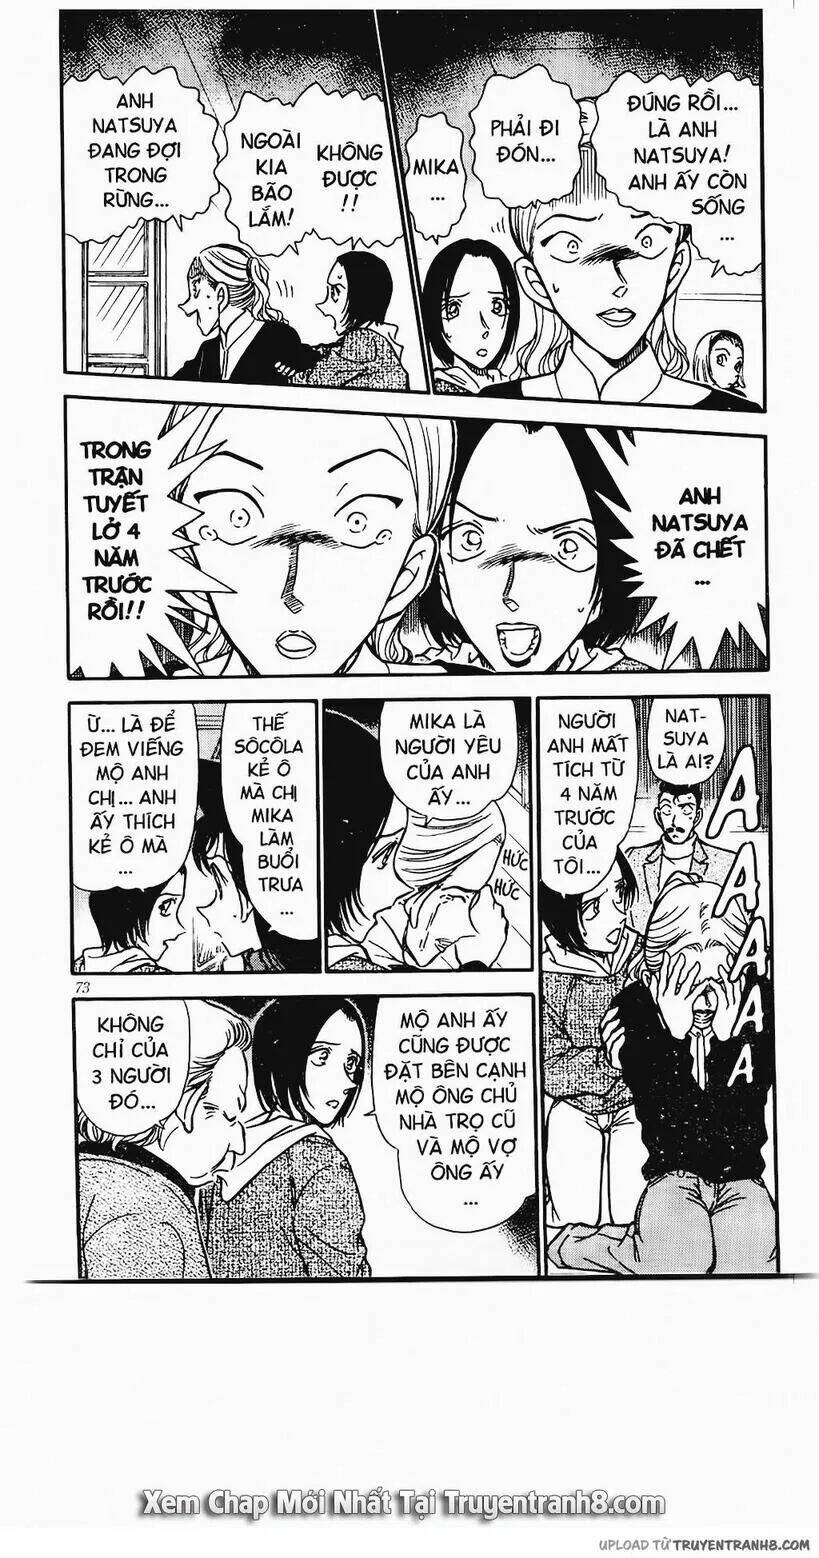 ĐÚNG RỒI...
LÀ ANH
NATSUYA!
ANH ẤY CÒN
SỐNG
...
PHẢI ĐI
ĐÓN...
MIKA
...
KHÔNG
ĐƯỢC
!!
NGOÀI
KIA
BÃO
LẮM!
ANH
NATSUYA
ĐANG ĐỢI
TRONG
RỪNG...
ANH
NATSUYA
ĐÃ CHẾT
...
TRONG
TRẬN
TUYẾT
LỞ 4
NĂM
TRƯỚC
RỒI!!
NAT-
SUYA
LÀ AI?
AAAAAAA
NGƯỜI
ANH MẤT
TÍCH TỪ
4 NĂM
TRƯỚC
CỦA
TÔI...
MIKA LÀ
NGƯỜI YÊU
CỦA ANH
ẤY...
HỨC
HỨC
THẾ
SÔCÔLA
KẺ Ô
MÀ CHỊ
MIKA
LÀM
BUỔI
TRƯA
...
Ừ... LÀ ĐỂ
ĐEM VIẾNG
MỘ ANH
CHỊ... ANH
ẤY THÍCH
KẺ Ô MÀ
...
73
MỘ ANH ẤY
CŨNG ĐƯỢC
ĐẶT BÊN CẠNH
MỘ ÔNG CHỦ
NHÀ TRỌ CŨ
VÀ MỘ VỢ
ÔNG ẤY
...
KHÔNG
CHỈ CỦA
3 NGƯỜI
ĐÓ...
Xem Chap Mới Nhất Tại Truyentranh8.com
UPLOAD TỪ TRUYENTRANH8.COM